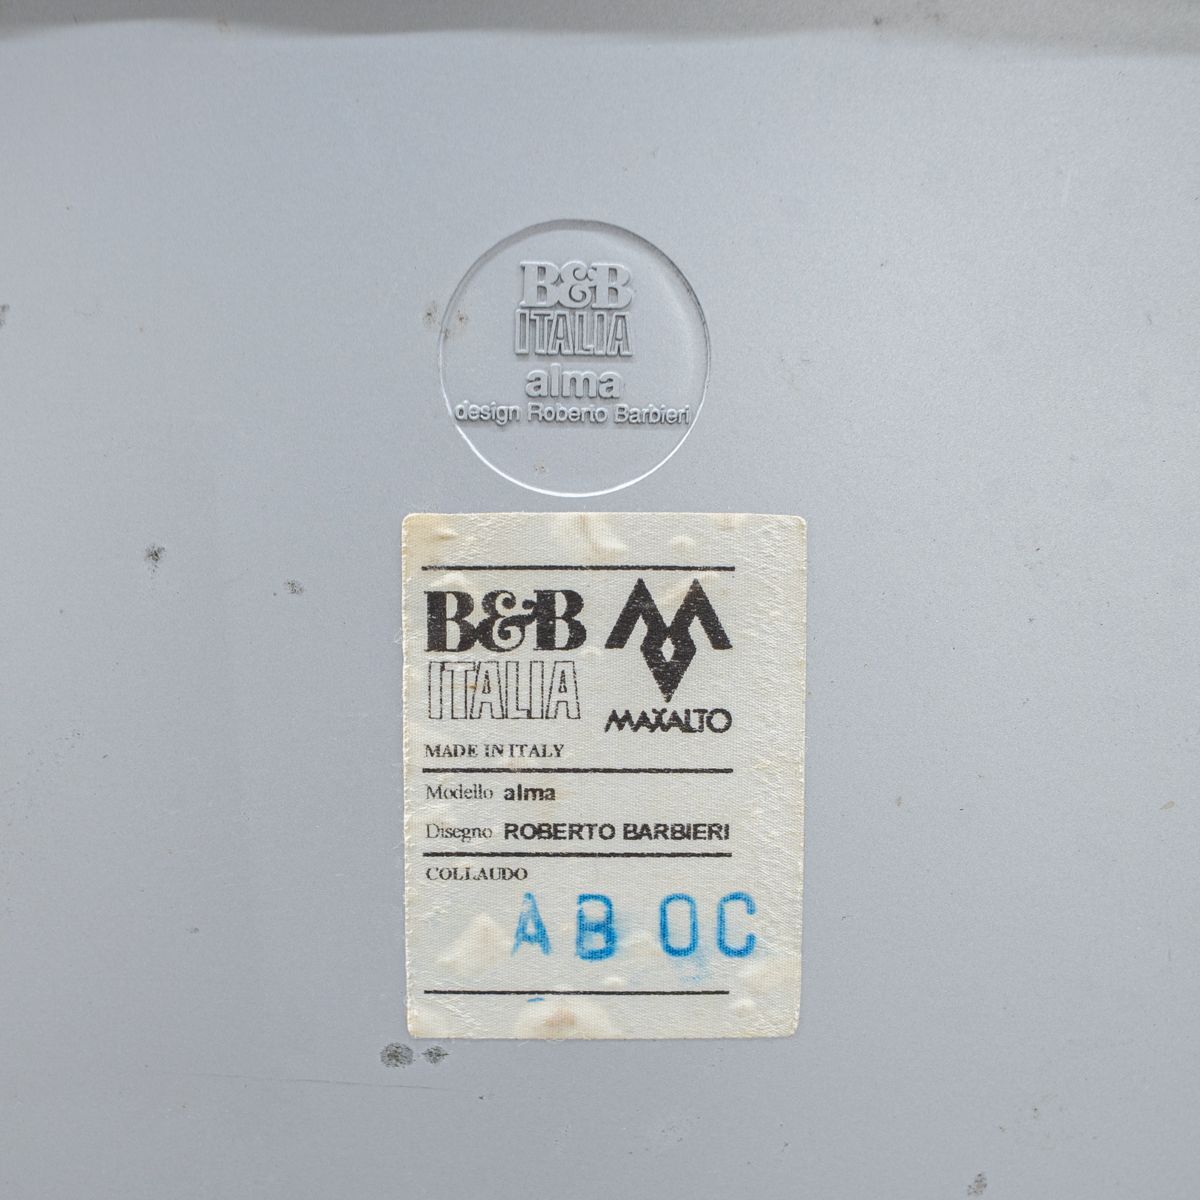 B&B
ITALIA
alma
design Roberto Barbieri
B&B
ITALIA
MAXALTO
MADE IN ITALY
Modello alma
Disegno ROBERTO BARBIERI
COLLAUDO
AB OC